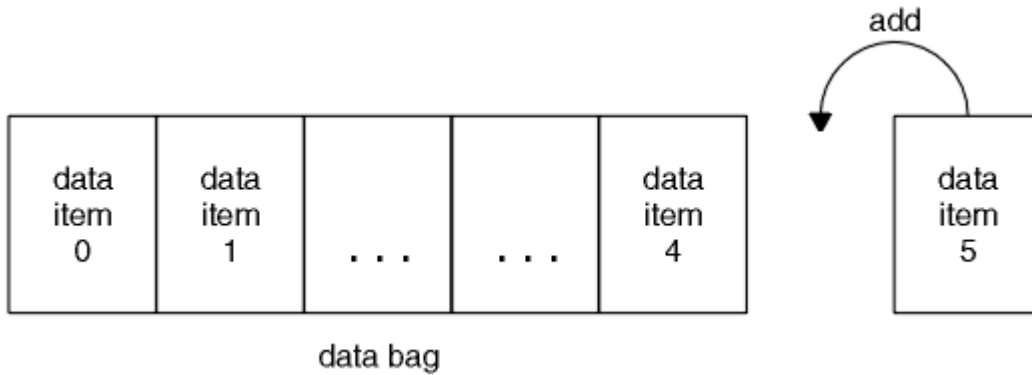 add
data
item
0
data
item
1
. . .
. . .
data
item
4
data
item
5
data bag